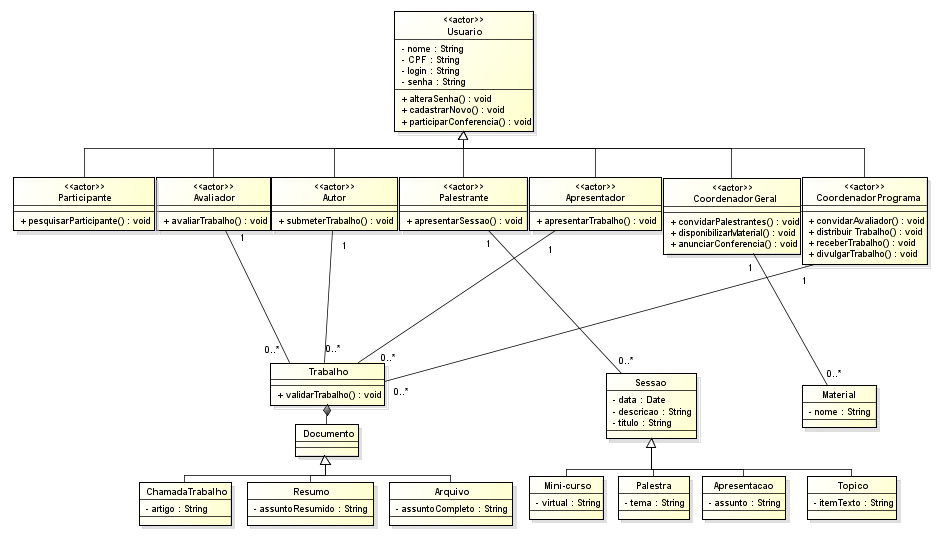 <<actor>>
Usuario
- nome : String
- CPF : String
- login : String
- senha : String
+ alteraSenha() : void
+ cadastrarNovo() : void
+ participarConferencia() : void
<<actor>>
Participante
+ pesquisarParticipante() : void
<<actor>>
Avaliador
+ avaliarTrabalho() : void
<<actor>>
Autor
+ submeterTrabalho() : void
<<actor>>
Palestrante
+ apresentarSessao() : void
<<actor>>
Apresentador
+ apresentarTrabalho() : void
<<actor>>
CoordenadorGeral
+ convidarPalestrantes() : void
+ disponibilizarMaterial() : void
+ anunciarConferencia() : void
<<actor>>
CoordenadorPrograma
+ convidarAvaliador() : void
+ distribuir Trabalho() : void
+ receberTrabalho() : void
+ divulgarTrabalho() : void
1
1
1
1
1
1
0..*
0..*
0..*
0..*
0..*
0..*
Trabalho
+ validarTrabalho() : void
Sessao
- data : Date
- descricao : String
- titulo : String
Material
- nome : String
Documento
ChamadaTrabalho
- artigo : String
Resumo
- assuntoResumido : String
Arquivo
- assuntoCompleto : String
Mini-curso
- virtual : String
Palestra
- tema : String
Apresentacao
- assunto : String
Topico
- itemTexto : String